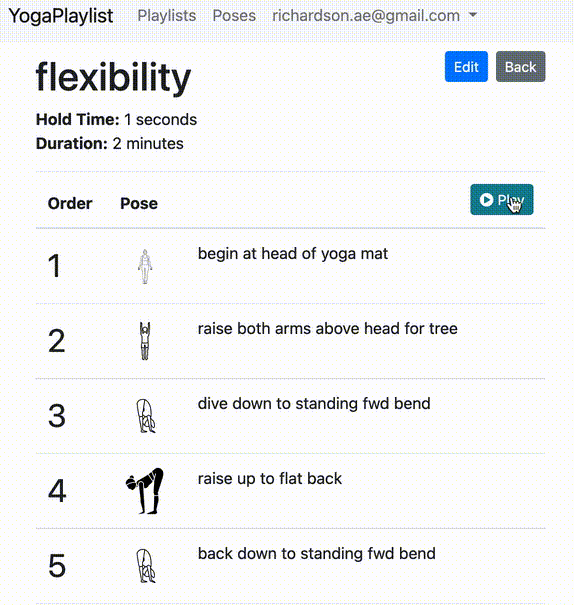 YogaPlaylist Playlists Poses richardson.ae@gmail.com
flexibility Edit Back
Hold Time: 1 seconds
Duration: 2 minutes
Order Pose Play
1 begin at head of yoga mat
2 raise both arms above head for tree
3 dive down to standing fwd bend
4 raise up to flat back
5 back down to standing fwd bend